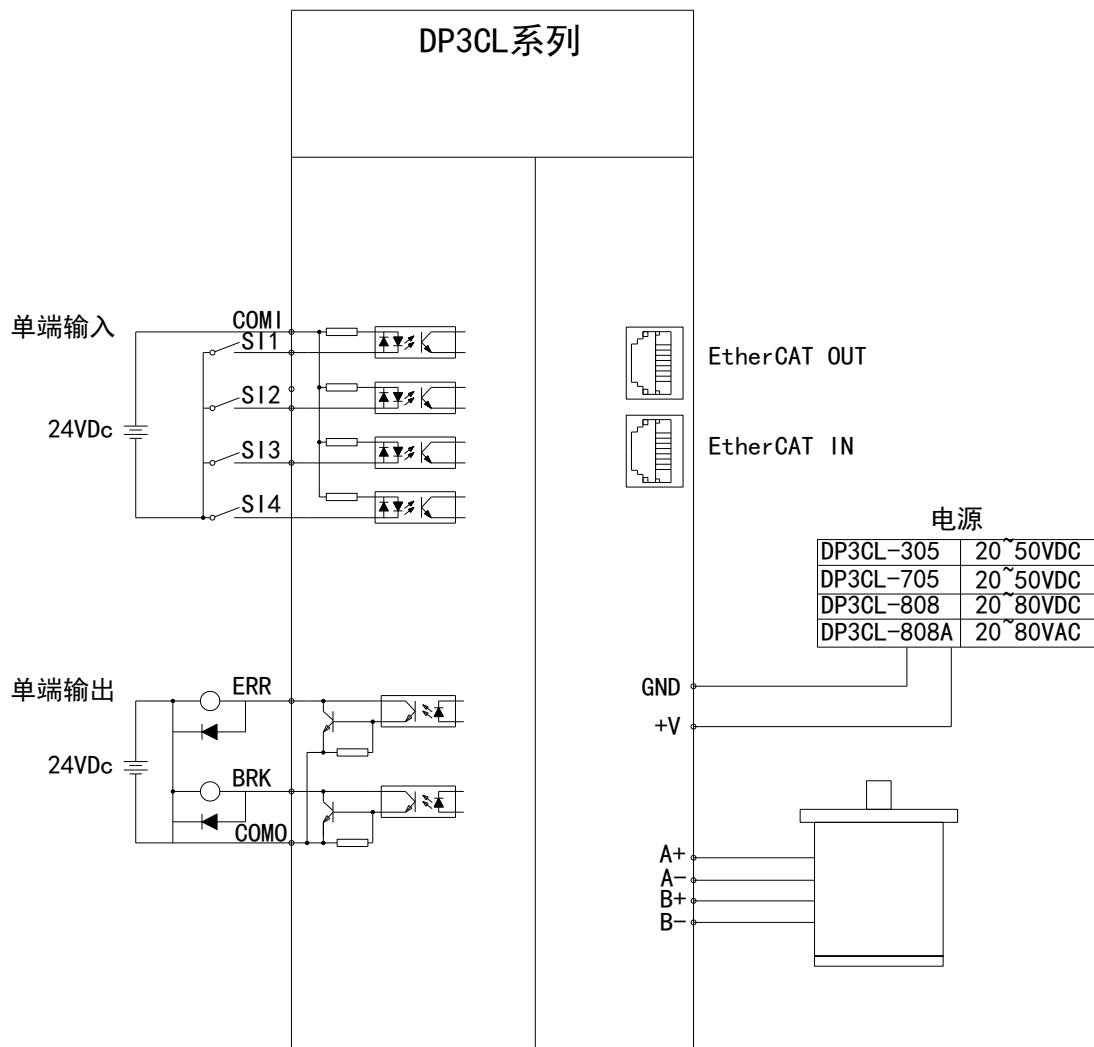 DP3CL系列
单端输入
COMI
SI1
SI2
24VDc
SI3
SI4
EtherCAT OUT
EtherCAT IN
电源
DP3CL-305 20~50VDC
DP3CL-705 20~50VDC
DP3CL-808 20~80VDC
DP3CL-808A 20~80VAC
单端输出
ERR
24VDc
BRK
COMO
GND
+V
A+
A-
B+
B-